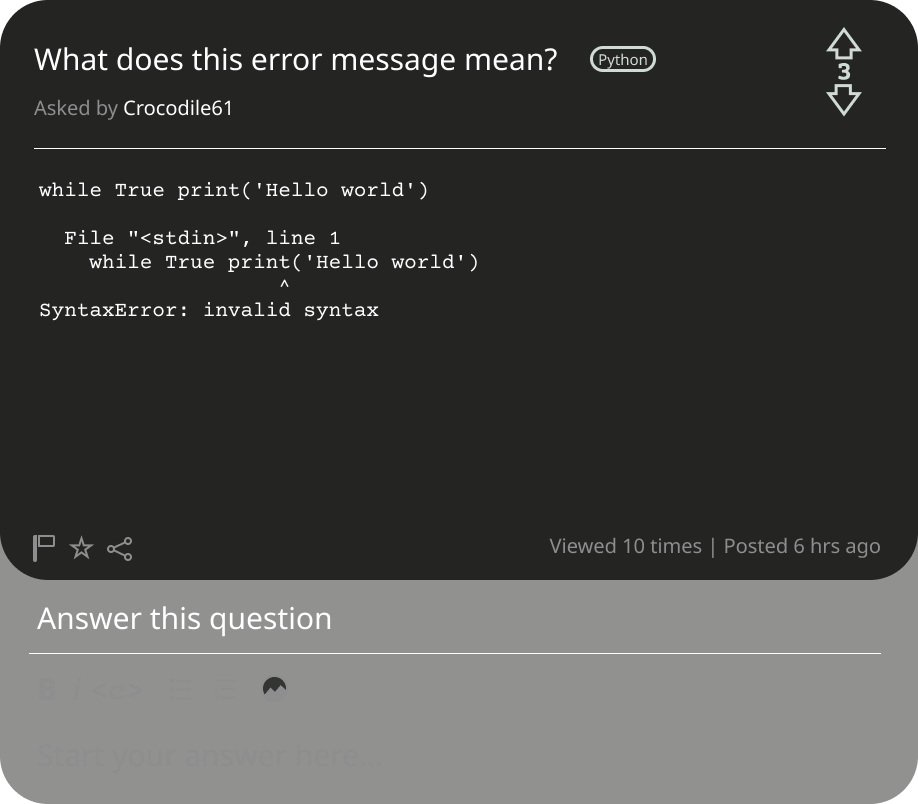 What does this error message mean?
Python
3
Asked by Crocodile61
while True print('Hello world')
  File "<stdin>", line 1
    while True print('Hello world')
                   ^
SyntaxError: invalid syntax
Viewed 10 times | Posted 6 hrs ago
Answer this question
B I <c>
Start your answer here...